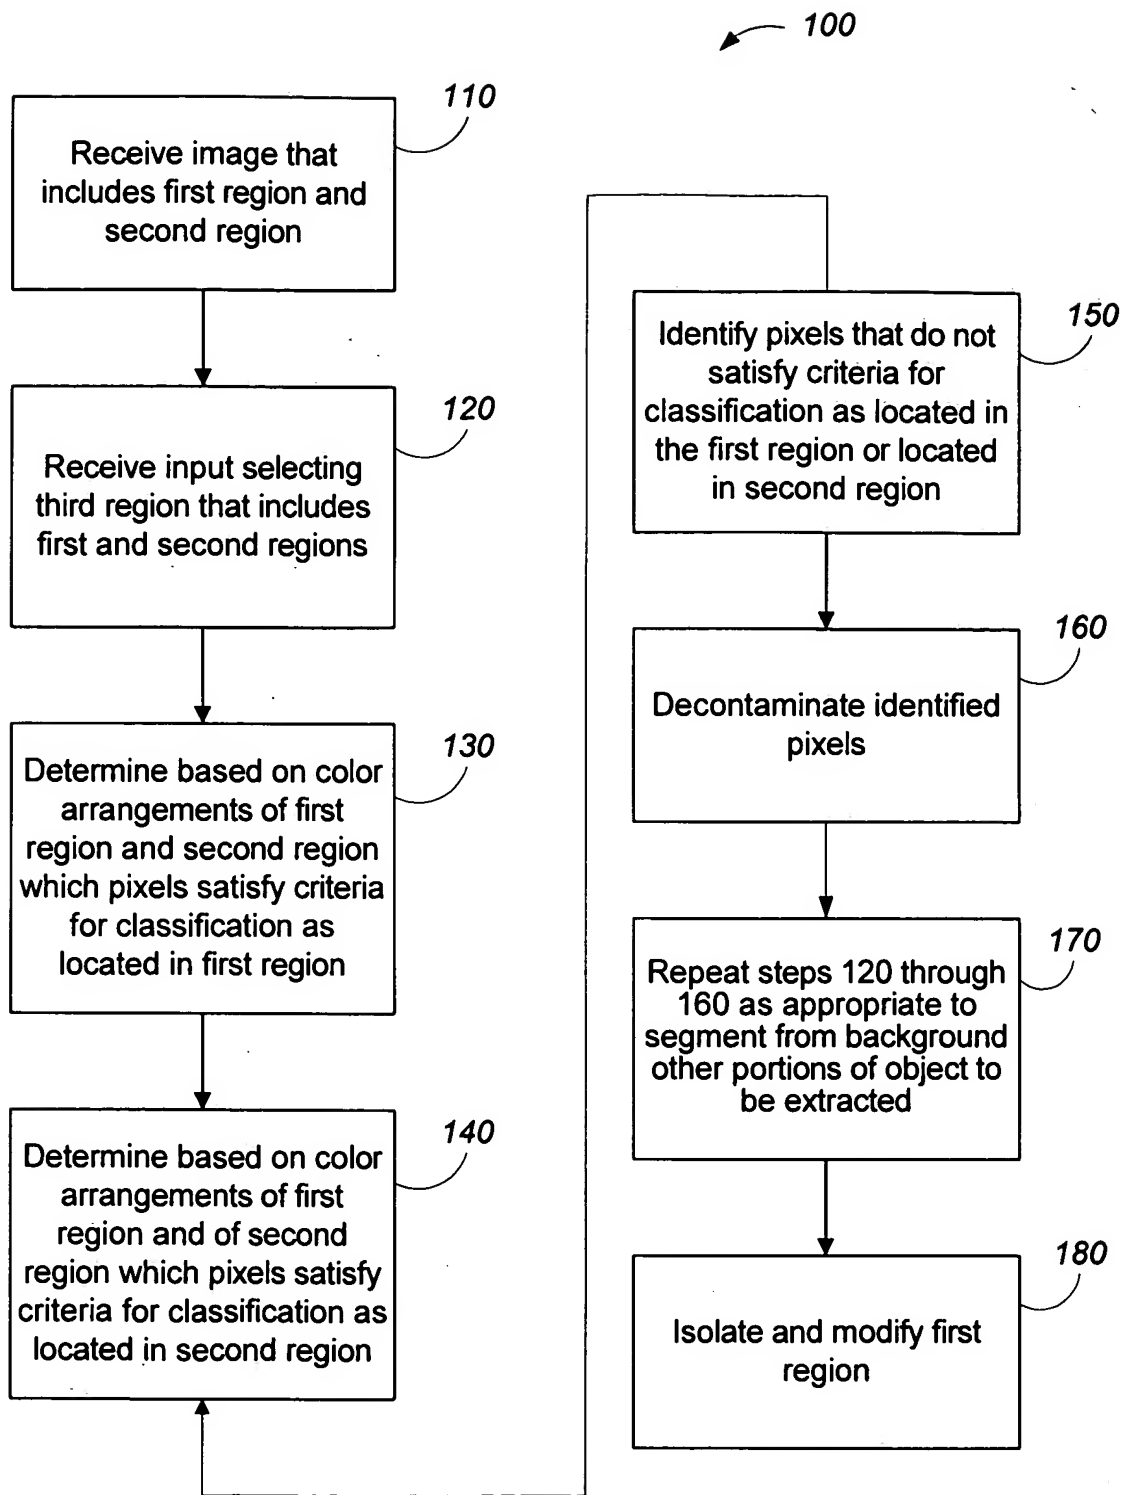 100
110
Receive image that
includes first region and
second region
120
Receive input selecting
third region that includes
first and second regions
130
Determine based on color
arrangements of first
region and second region
which pixels satisfy criteria
for classification as
located in first region
140
Determine based on color
arrangements of first
region and of second
region which pixels satisfy
criteria for classification as
located in second region
150
Identify pixels that do not
satisfy criteria for
classification as located in
the first region or located
in second region
160
Decontaminate identified
pixels
170
Repeat steps 120 through
160 as appropriate to
segment from background
other portions of object to
be extracted
180
Isolate and modify first
region